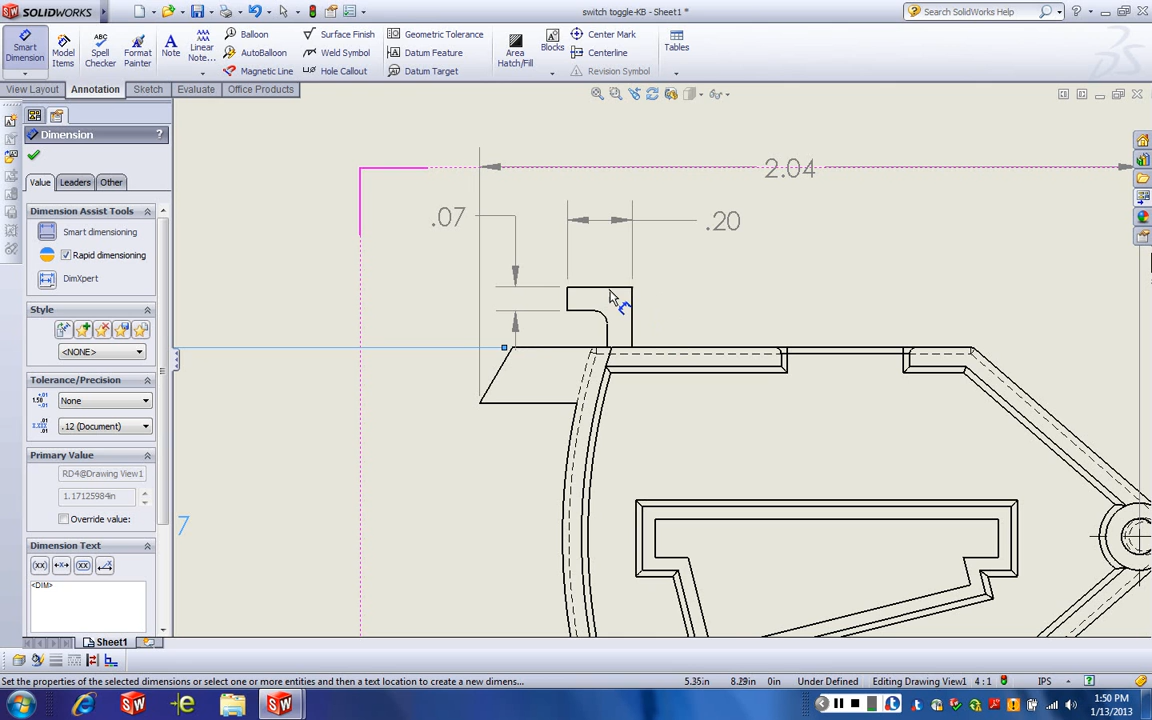 SOLIDWORKS
switch toggle-KB - Sheet1 *
Search SolidWorks Help
Smart Dimension
Model Items
Spell Checker
Format Painter
Note
Linear Note...
Balloon
AutoBalloon
Magnetic Line
Surface Finish
Weld Symbol
Hole Callout
Geometric Tolerance
Datum Feature
Datum Target
Area Hatch/Fill
Blocks
Center Mark
Centerline
Revision Symbol
Tables
View Layout
Annotation
Sketch
Evaluate
Office Products
Dimension
?
Value
Leaders
Other
Dimension Assist Tools
Smart dimensioning
Rapid dimensioning
DimXpert
Style
<NONE>
Tolerance/Precision
None
.12 (Document)
Primary Value
RD4@Drawing View1
1.17125984in
Override value:
Dimension Text
<DIM>
2.04
.07
.20
7
Sheet1
Set the properties of the selected dimensions or select one or more entities and then a text location to create a new dimens...
5.35in
8.29in
0in
Under Defined
Editing Drawing View1
4 : 1
IPS
1:50 PM
1/13/2013